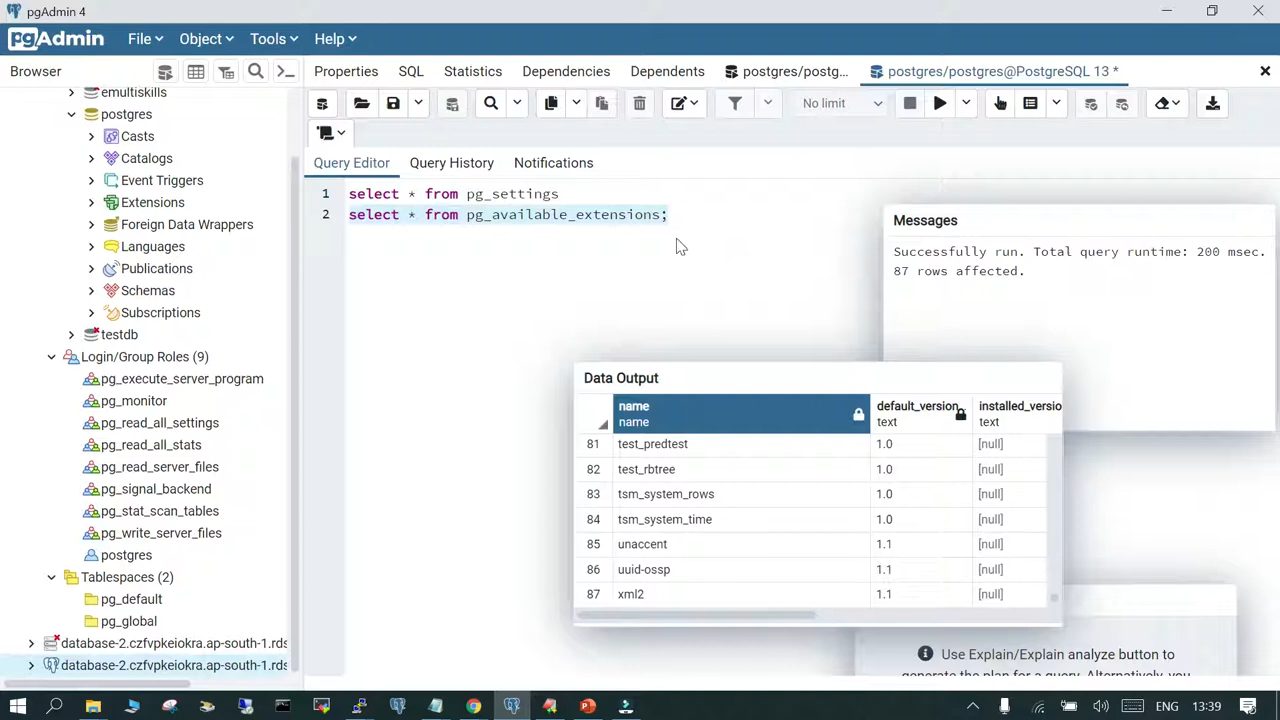 pgAdmin 4
pgAdmin
File
Object
Tools
Help
Browser
Properties
SQL
Statistics
Dependencies
Dependents
postgres/postg...
postgres/postgres@PostgreSQL 13 *
emultiskills
postgres
Casts
Catalogs
Event Triggers
Extensions
Foreign Data Wrappers
Languages
Publications
Schemas
Subscriptions
testdb
Login/Group Roles (9)
pg_execute_server_program
pg_monitor
pg_read_all_settings
pg_read_all_stats
pg_read_server_files
pg_signal_backend
pg_stat_scan_tables
pg_write_server_files
postgres
Tablespaces (2)
pg_default
pg_global
database-2.czfvpkeiokra.ap-south-1.rds
database-2.czfvpkeiokra.ap-south-1.rds
No limit
Query Editor
Query History
Notifications
1 select * from pg_settings
2 select * from pg_available_extensions;
Messages
Successfully run. Total query runtime: 200 msec.
87 rows affected.
Data Output
name default_version installed_versio
name text text
81 test_predtest 1.0 [null]
82 test_rbtree 1.0 [null]
83 tsm_system_rows 1.0 [null]
84 tsm_system_time 1.0 [null]
85 unaccent 1.1 [null]
86 uuid-ossp 1.1 [null]
87 xml2 1.1 [null]
Use Explain/Explain analyze button to
generate the plan for a query. Alternatively, you
ENG
13:39